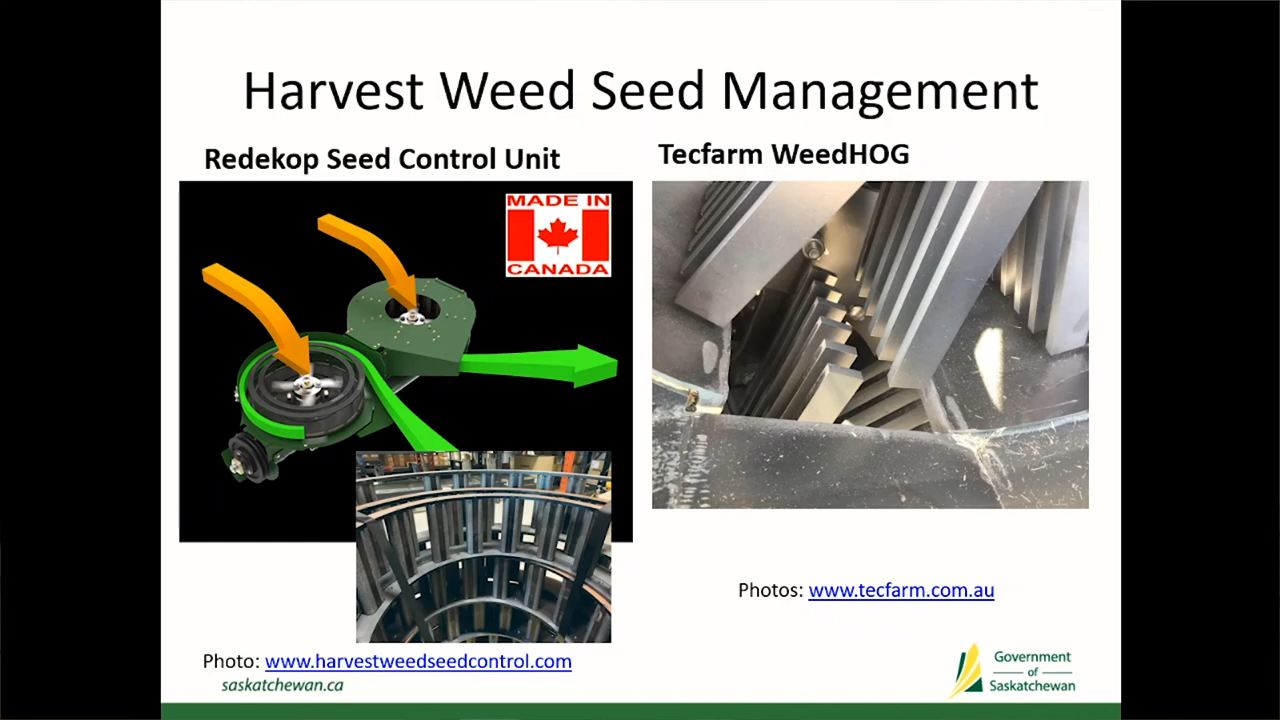 Harvest Weed Seed Management
Redekop Seed Control Unit
Tecfarm WeedHOG
MADE IN
CANADA
Photos: www.tecfarm.com.au
Photo: www.harvestweedseedcontrol.com
saskatchewan.ca
Government
of
Saskatchewan